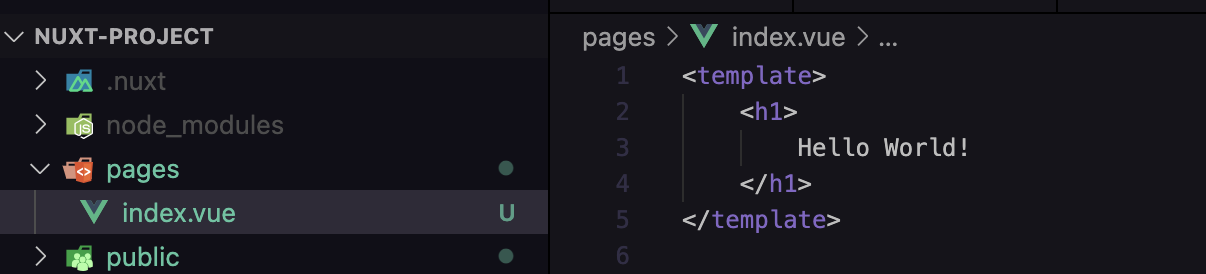 NUXT-PROJECT
.nuxt
node_modules
pages
index.vue U
public
pages > index.vue > ...
1 <template>
2 <h1>
3 Hello World!
4 </h1>
5 </template>
6